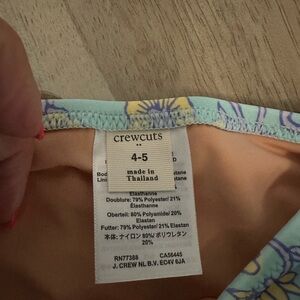 crewcuts
4-5
made in
Thailand
Elasthanne
Doublure: 79% Polyester/ 21%
Élasthanne
Oberteil: 80% Polyamide/ 20%
Elastan
Futter: 79% Polyester/ 21%
Elastan
本体: ナイロン 80%/ ポリウレタン
20%
RN77388
CA56445
J. CREW NL B.V. EC4V 6JA